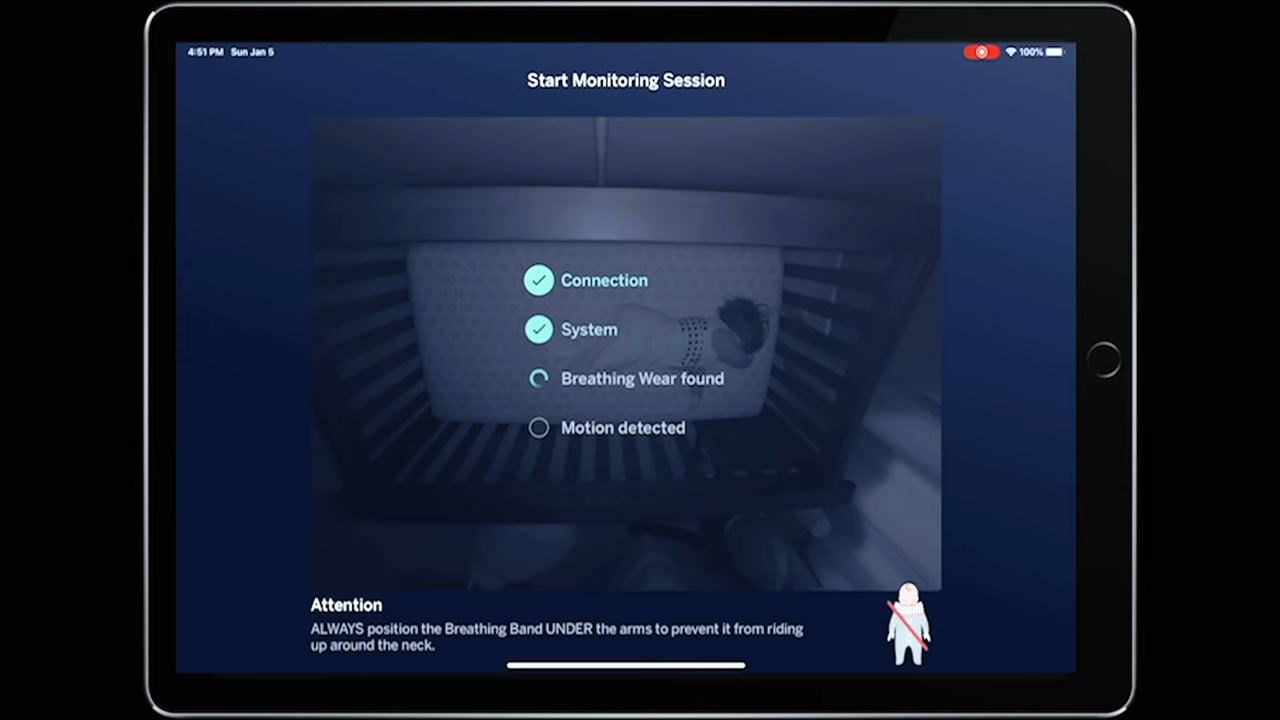 4:51 PM Sun Jan 5
100%
Start Monitoring Session
Connection
System
Breathing Wear found
Motion detected
Attention
ALWAYS position the Breathing Band UNDER the arms to prevent it from riding
up around the neck.